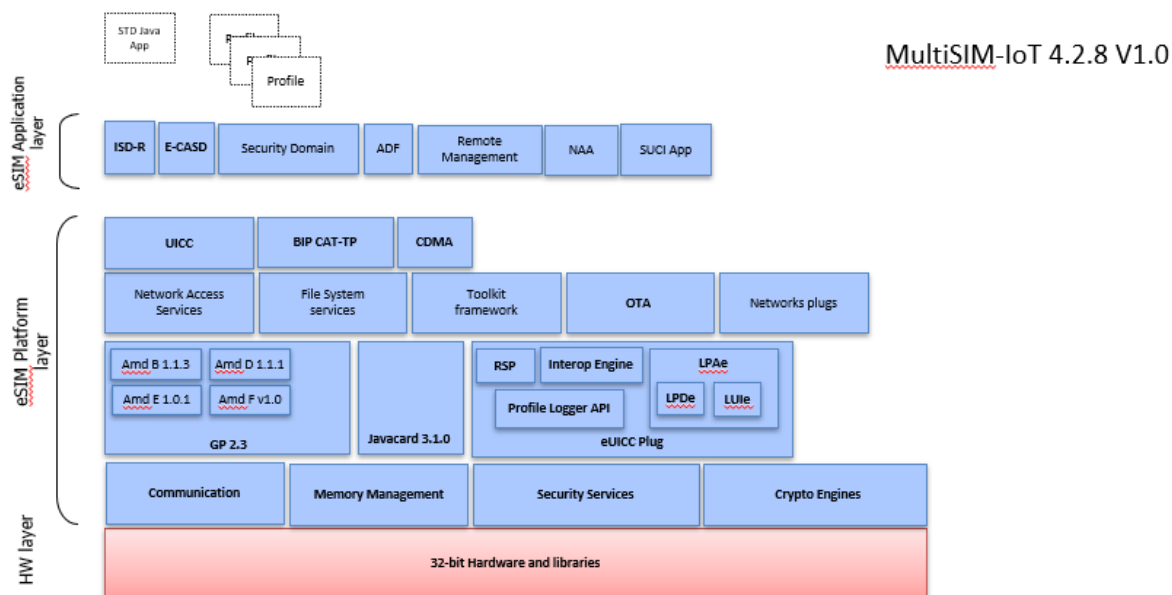 STD Java
App
Profile
MultiSIM-IoT 4.2.8 V1.0
eSIM Application
layer
ISD-R
E-CASD
Security Domain
ADF
Remote
Management
NAA
SUCI App
eSIM Platform
layer
UICC
BIP CAT-TP
CDMA
Network Access
Services
File System
services
Toolkit
framework
OTA
Networks plugs
Amd B 1.1.3
Amd D 1.1.1
Amd E 1.0.1
Amd F v1.0
GP 2.3
Javacard 3.1.0
RSP
Interop Engine
LPAe
LPDe
LUIe
Profile Logger API
eUICC Plug
Communication
Memory Management
Security Services
Crypto Engines
HW layer
32-bit Hardware and libraries